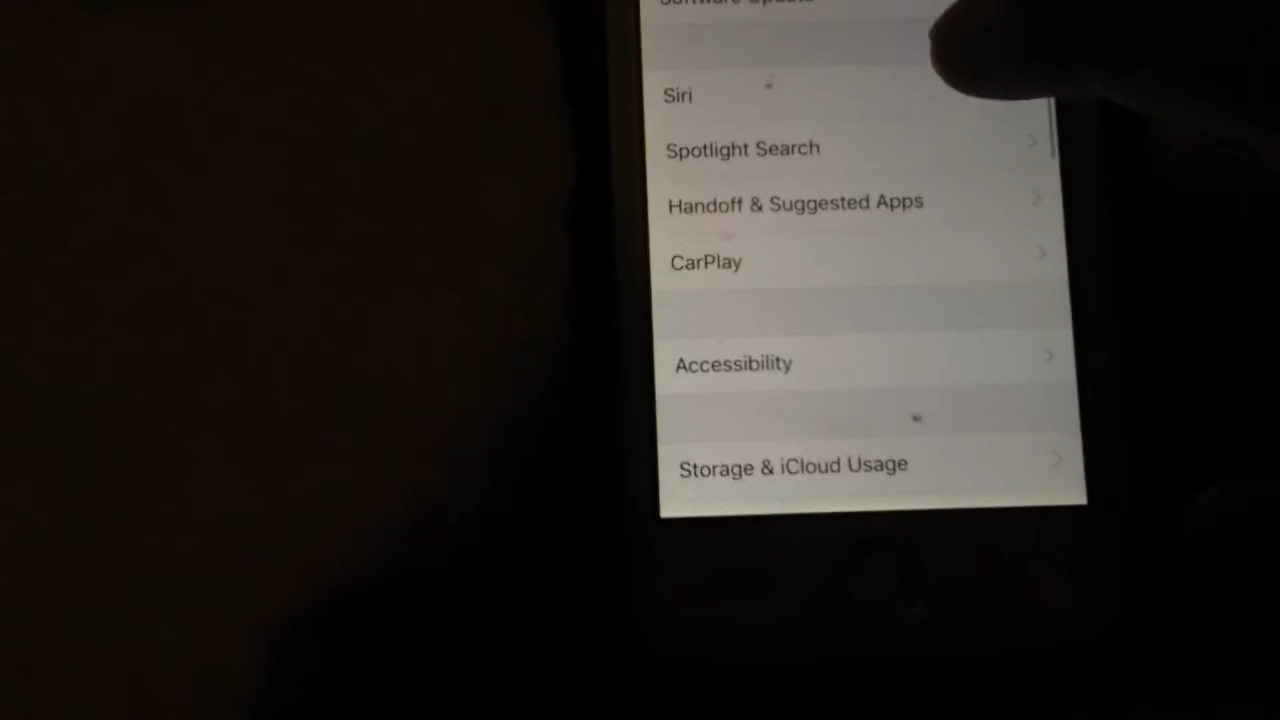 Software Update
Siri
Spotlight Search
Handoff & Suggested Apps
CarPlay
Accessibility
Storage & iCloud Usage